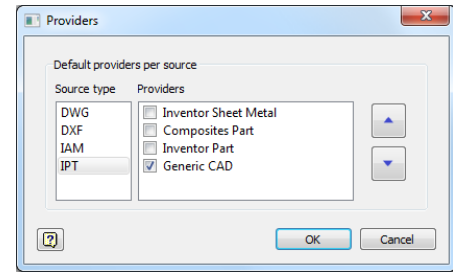 Providers
Default providers per source
Source type Providers
DWG
DXF
IAM
IPT
Inventor Sheet Metal
Composites Part
Inventor Part
Generic CAD
OK Cancel